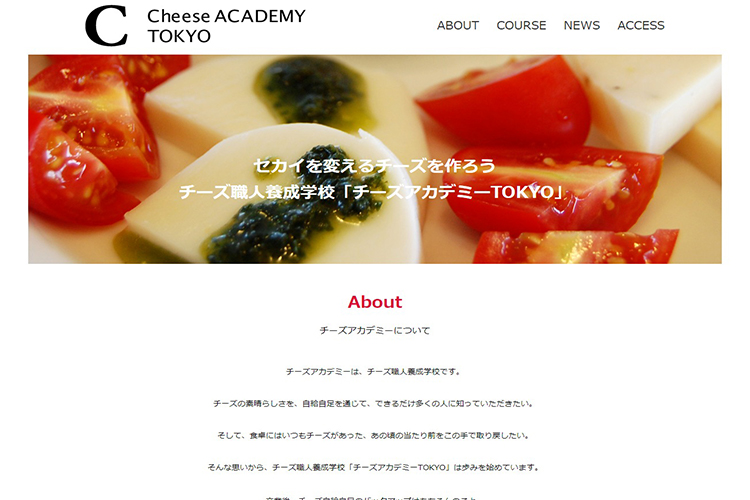 C
Cheese ACADEMY
TOKYO
ABOUT COURSE NEWS ACCESS
セカイを変えるチーズを作ろう
チーズ職人養成学校「チーズアカデミーTOKYO」
About
チーズアカデミーについて
チーズアカデミーは、チーズ職人養成学校です。
チーズの素晴らしさを、自給自足を通じて、できるだけ多くの人に知っていただきたい。
そして、食卓にはいつもチーズがあった、あの頃の当たり前をこの手で取り戻したい。
そんな思いから、チーズ職人養成学校「チーズアカデミーTOKYO」は歩みを始めています。